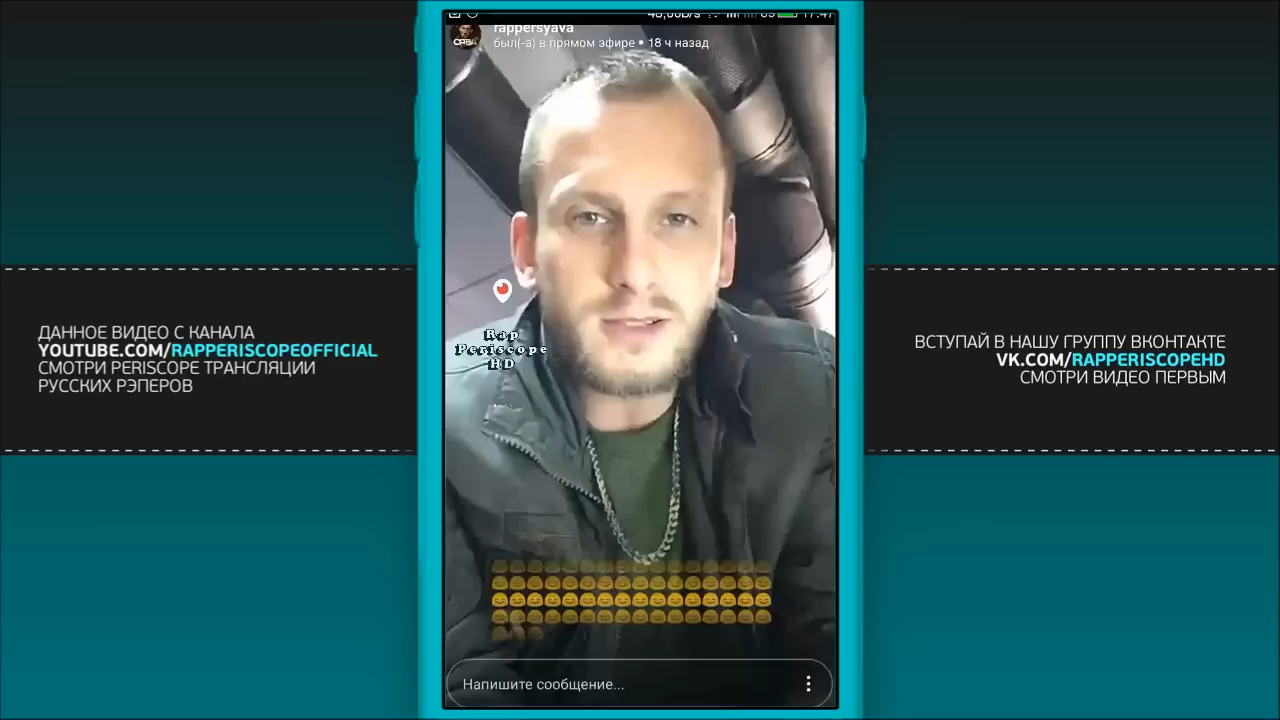 rappersyava
был(-а) в прямом эфире • 18 ч назад
СЯВА
ДАННОЕ ВИДЕО С КАНАЛА
YOUTUBE.COM/RAPPERISCOPEOFFICIAL
СМОТРИ PERISCOPE ТРАНСЛЯЦИИ
РУССКИХ РЭПЕРОВ
Rap
Periscope
HD
ВСТУПАЙ В НАШУ ГРУППУ ВКОНТАКТЕ
VK.COM/RAPPERISCOPEHD
СМОТРИ ВИДЕО ПЕРВЫМ
Напишите сообщение...